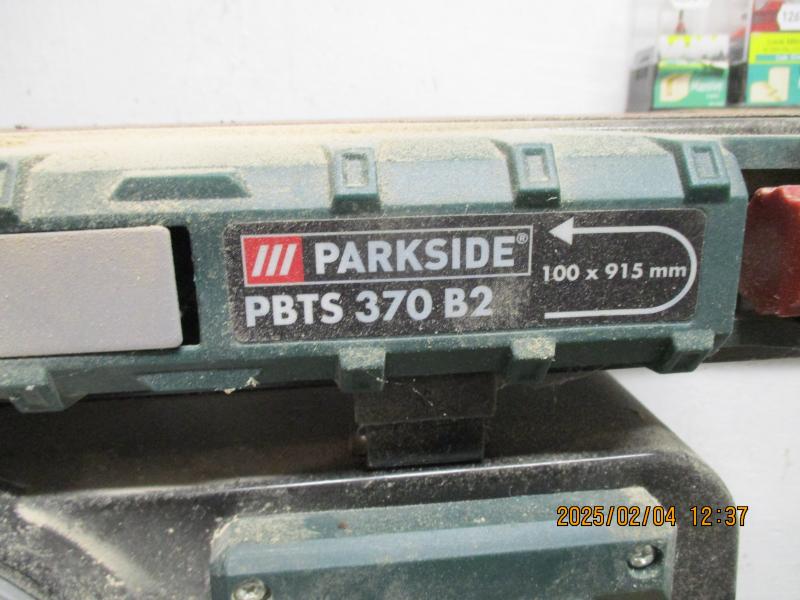 PARKSIDE®
PBTS 370 B2
100 x 915 mm
2025/02/04 12:37